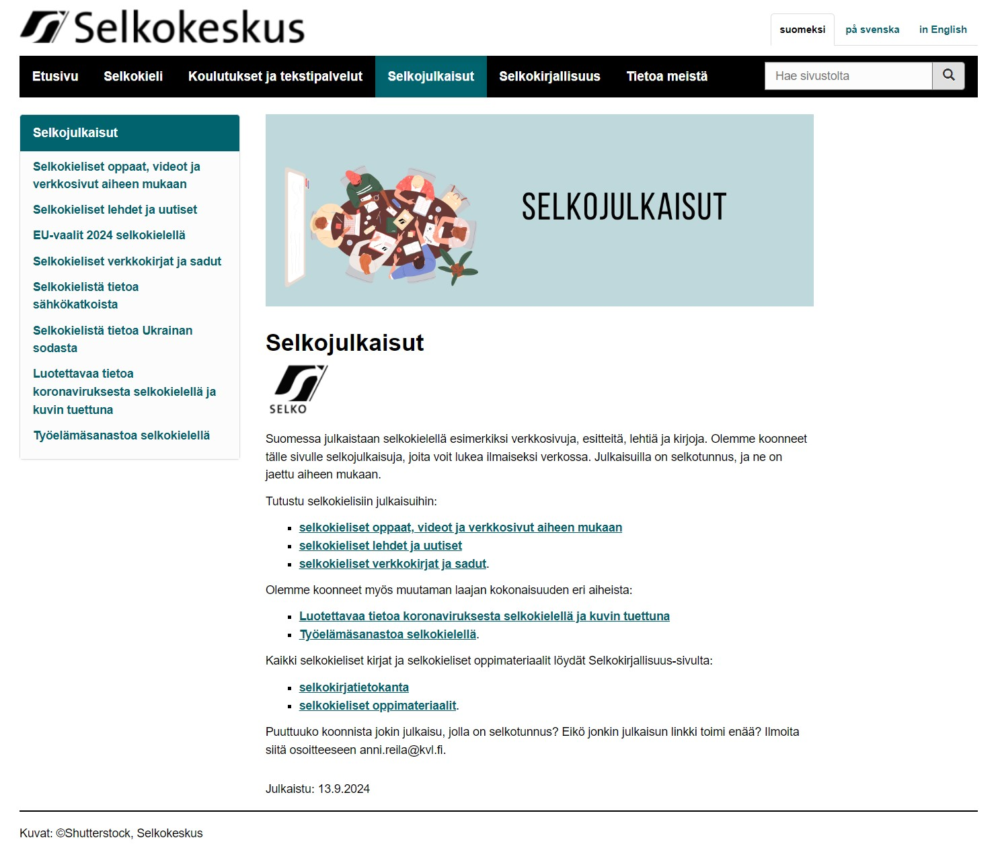 Selkokeskus
suomeksi
på svenska
in English
Etusivu
Selkokieli
Koulutukset ja tekstipalvelut
Selkojulkaisut
Selkokirjallisuus
Tietoa meistä
Hae sivustolta
Selkojulkaisut
Selkokieliset oppaat, videot ja
verkkosivut aiheen mukaan
Selkokieliset lehdet ja uutiset
EU-vaalit 2024 selkokielellä
Selkokieliset verkkokirjat ja sadut
Selkokielistä tietoa
sähkökatkoista
Selkokielistä tietoa Ukrainan
sodasta
Luotettavaa tietoa
koronaviruksesta selkokielellä ja
kuvin tuettuna
Työelämäsanastoa selkokielellä
SELKOJULKAISUT
Selkojulkaisut
SELKO
Suomessa julkaistaan selkokielellä esimerkiksi verkkosivuja, esitteitä, lehtiä ja kirjoja. Olemme koonneet
tälle sivulle selkojulkaisuja, joita voit lukea ilmaiseksi verkossa. Julkaisuilla on selkotunnus, ja ne on
jaettu aiheen mukaan.
Tutustu selkokielisiin julkaisuihin:
▪ selkokieliset oppaat, videot ja verkkosivut aiheen mukaan
▪ selkokieliset lehdet ja uutiset
▪ selkokieliset verkkokirjat ja sadut.
Olemme koonneet myös muutaman laajan kokonaisuuden eri aiheista:
▪ Luotettavaa tietoa koronaviruksesta selkokielellä ja kuvin tuettuna
▪ Työelämäsanastoa selkokielellä.
Kaikki selkokieliset kirjat ja selkokieliset oppimateriaalit löydät Selkokirjallisuus-sivulta:
▪ selkokirjatietokanta
▪ selkokieliset oppimateriaalit.
Puuttuuko koonnista jokin julkaisu, jolla on selkotunnus? Eikö jonkin julkaisun linkki toimi enää? Ilmoita
siitä osoitteeseen anni.reila@kvl.fi.
Julkaistu: 13.9.2024
Kuvat: ©Shutterstock, Selkokeskus